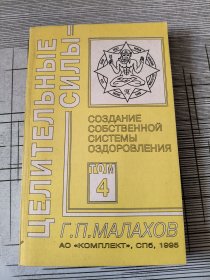 ЦЕЛИТЕЛЬНЫЕ
СИЛЫ
СОЗДАНИЕ
СОБСТВЕННОЙ
СИСТЕМЫ
ОЗДОРОВЛЕНИЯ
ТОМ
4
Г.П.МАЛАХОВ
АО «КОМПЛЕКТ», СПб, 1995